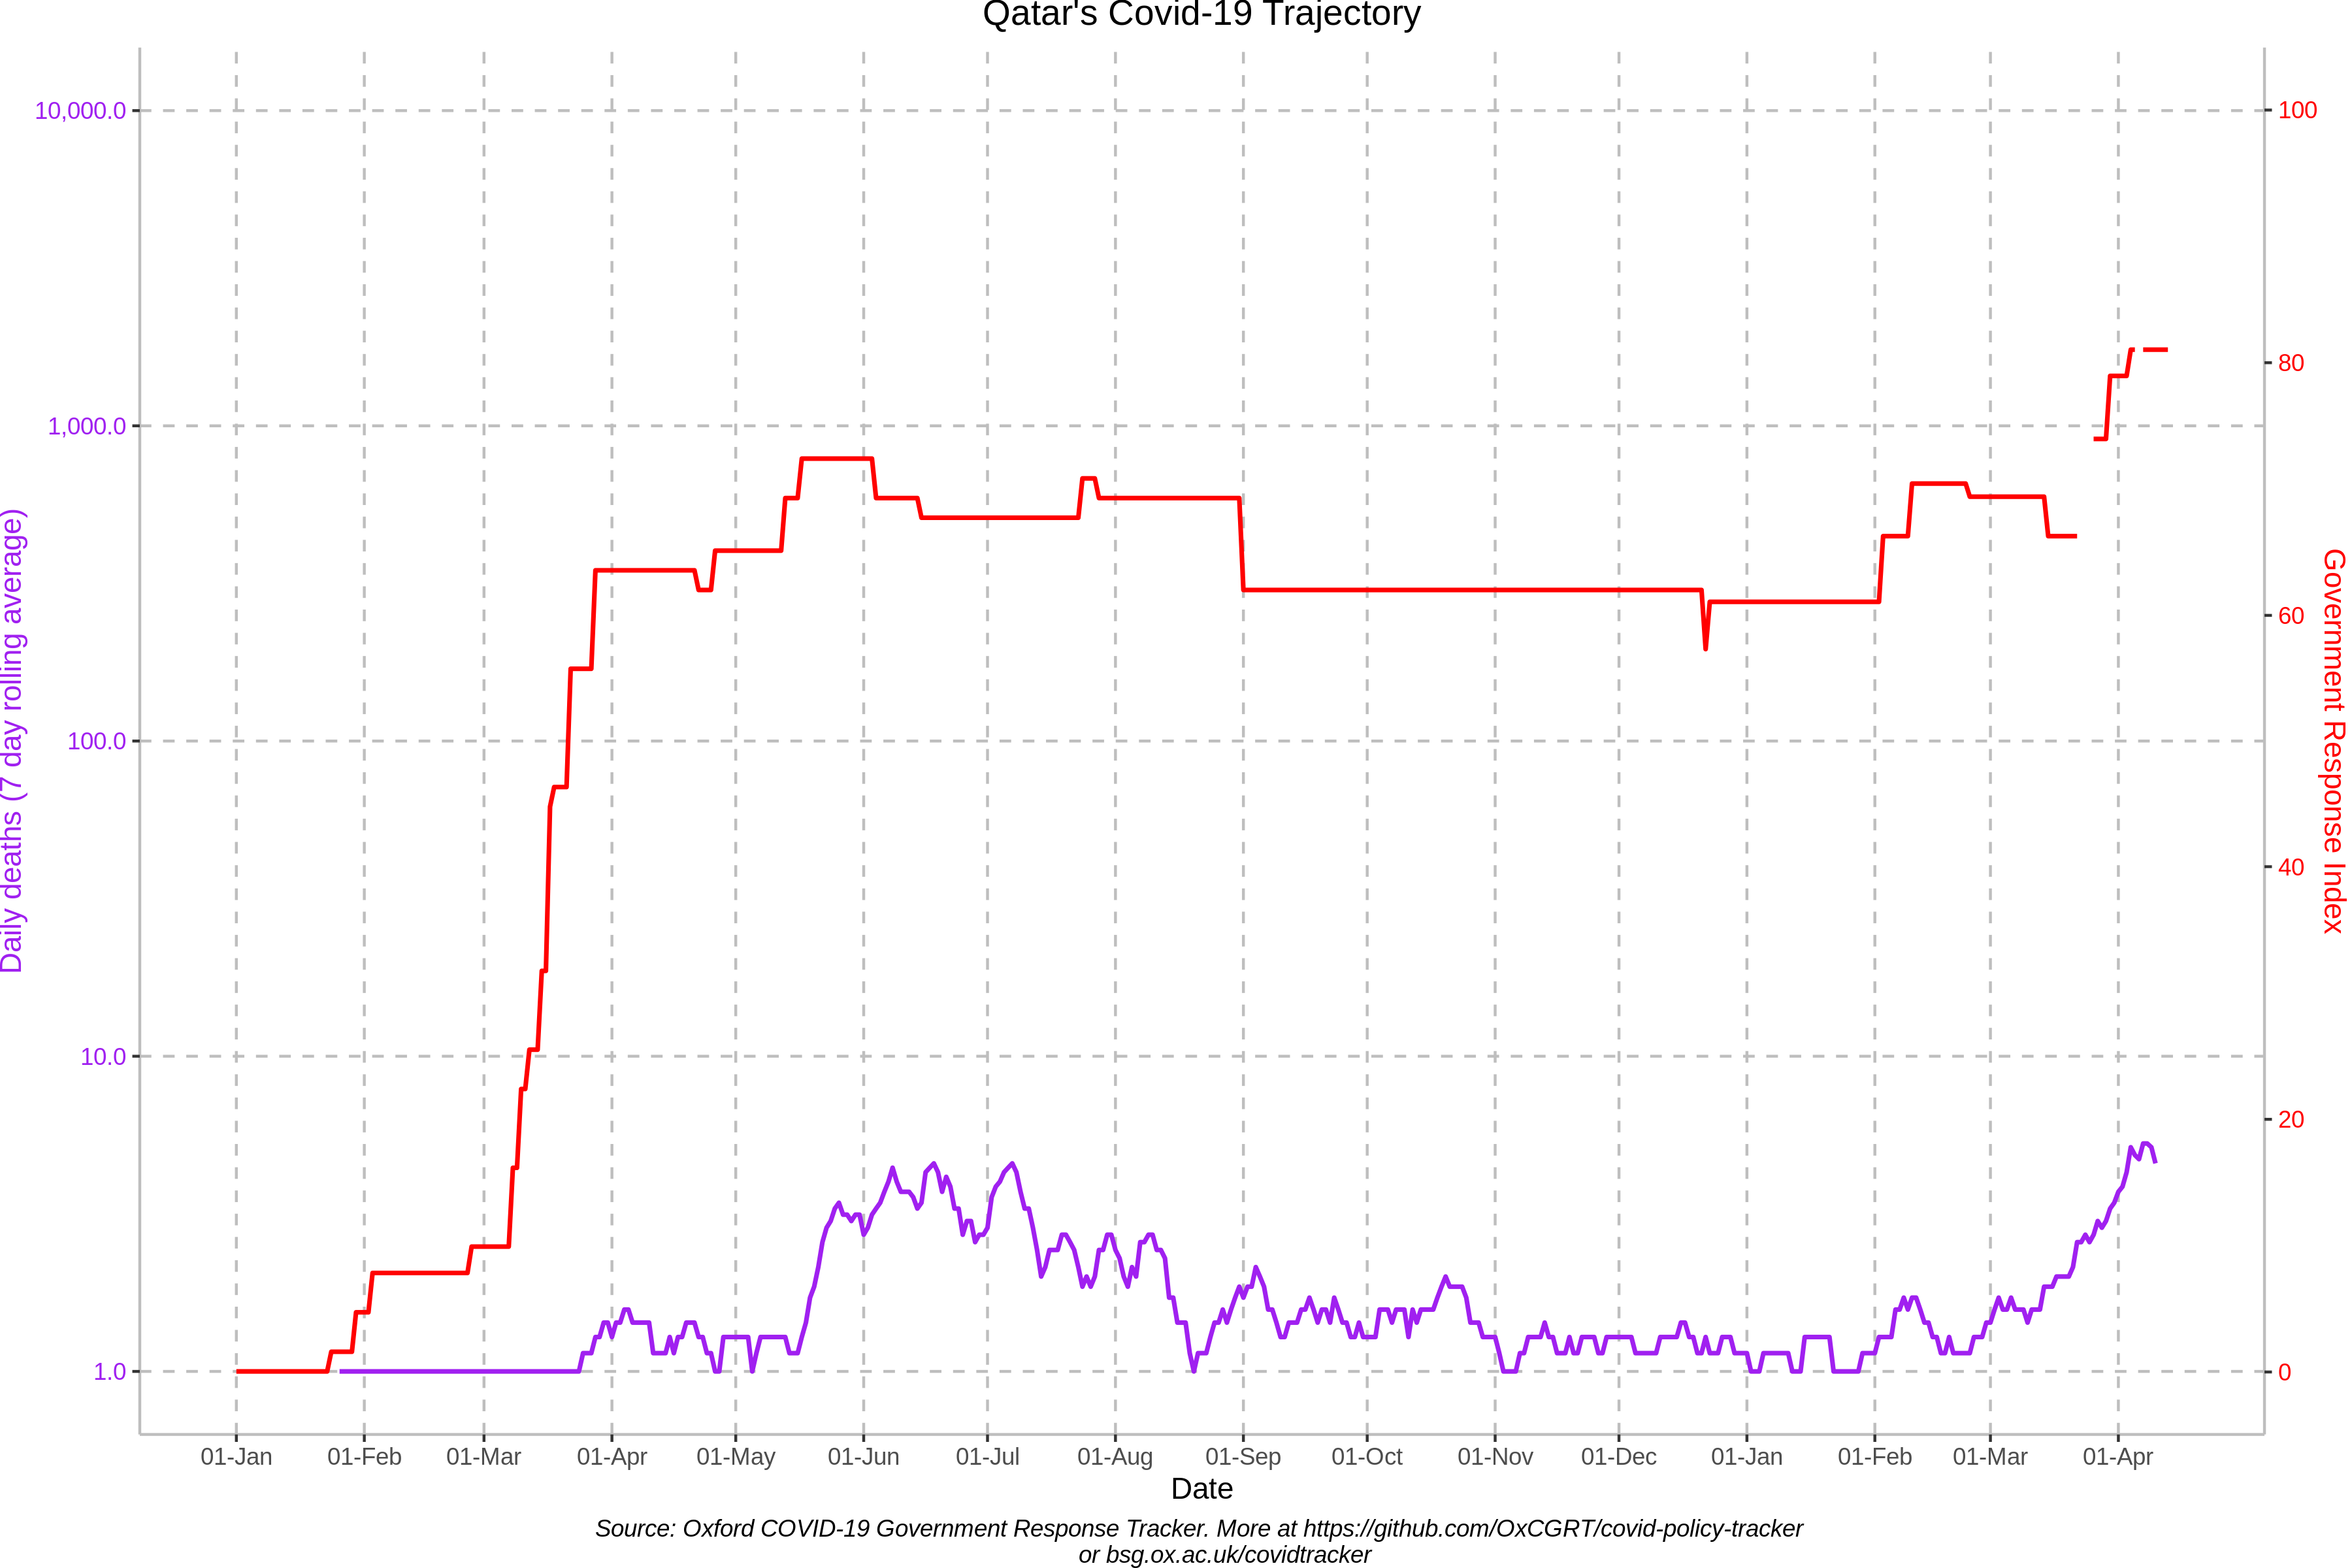 Qatar's Covid-19 Trajectory
10,000.0
1,000.0
100.0
10.0
1.0
Daily deaths (7 day rolling average)
100
80
60
40
20
0
Government Response Index
01-Jan
01-Feb
01-Mar
01-Apr
01-May
01-Jun
01-Jul
01-Aug
01-Sep
01-Oct
01-Nov
01-Dec
01-Jan
01-Feb
01-Mar
01-Apr
Date
Source: Oxford COVID-19 Government Response Tracker. More at https://github.com/OxCGRT/covid-policy-tracker
or bsg.ox.ac.uk/covidtracker